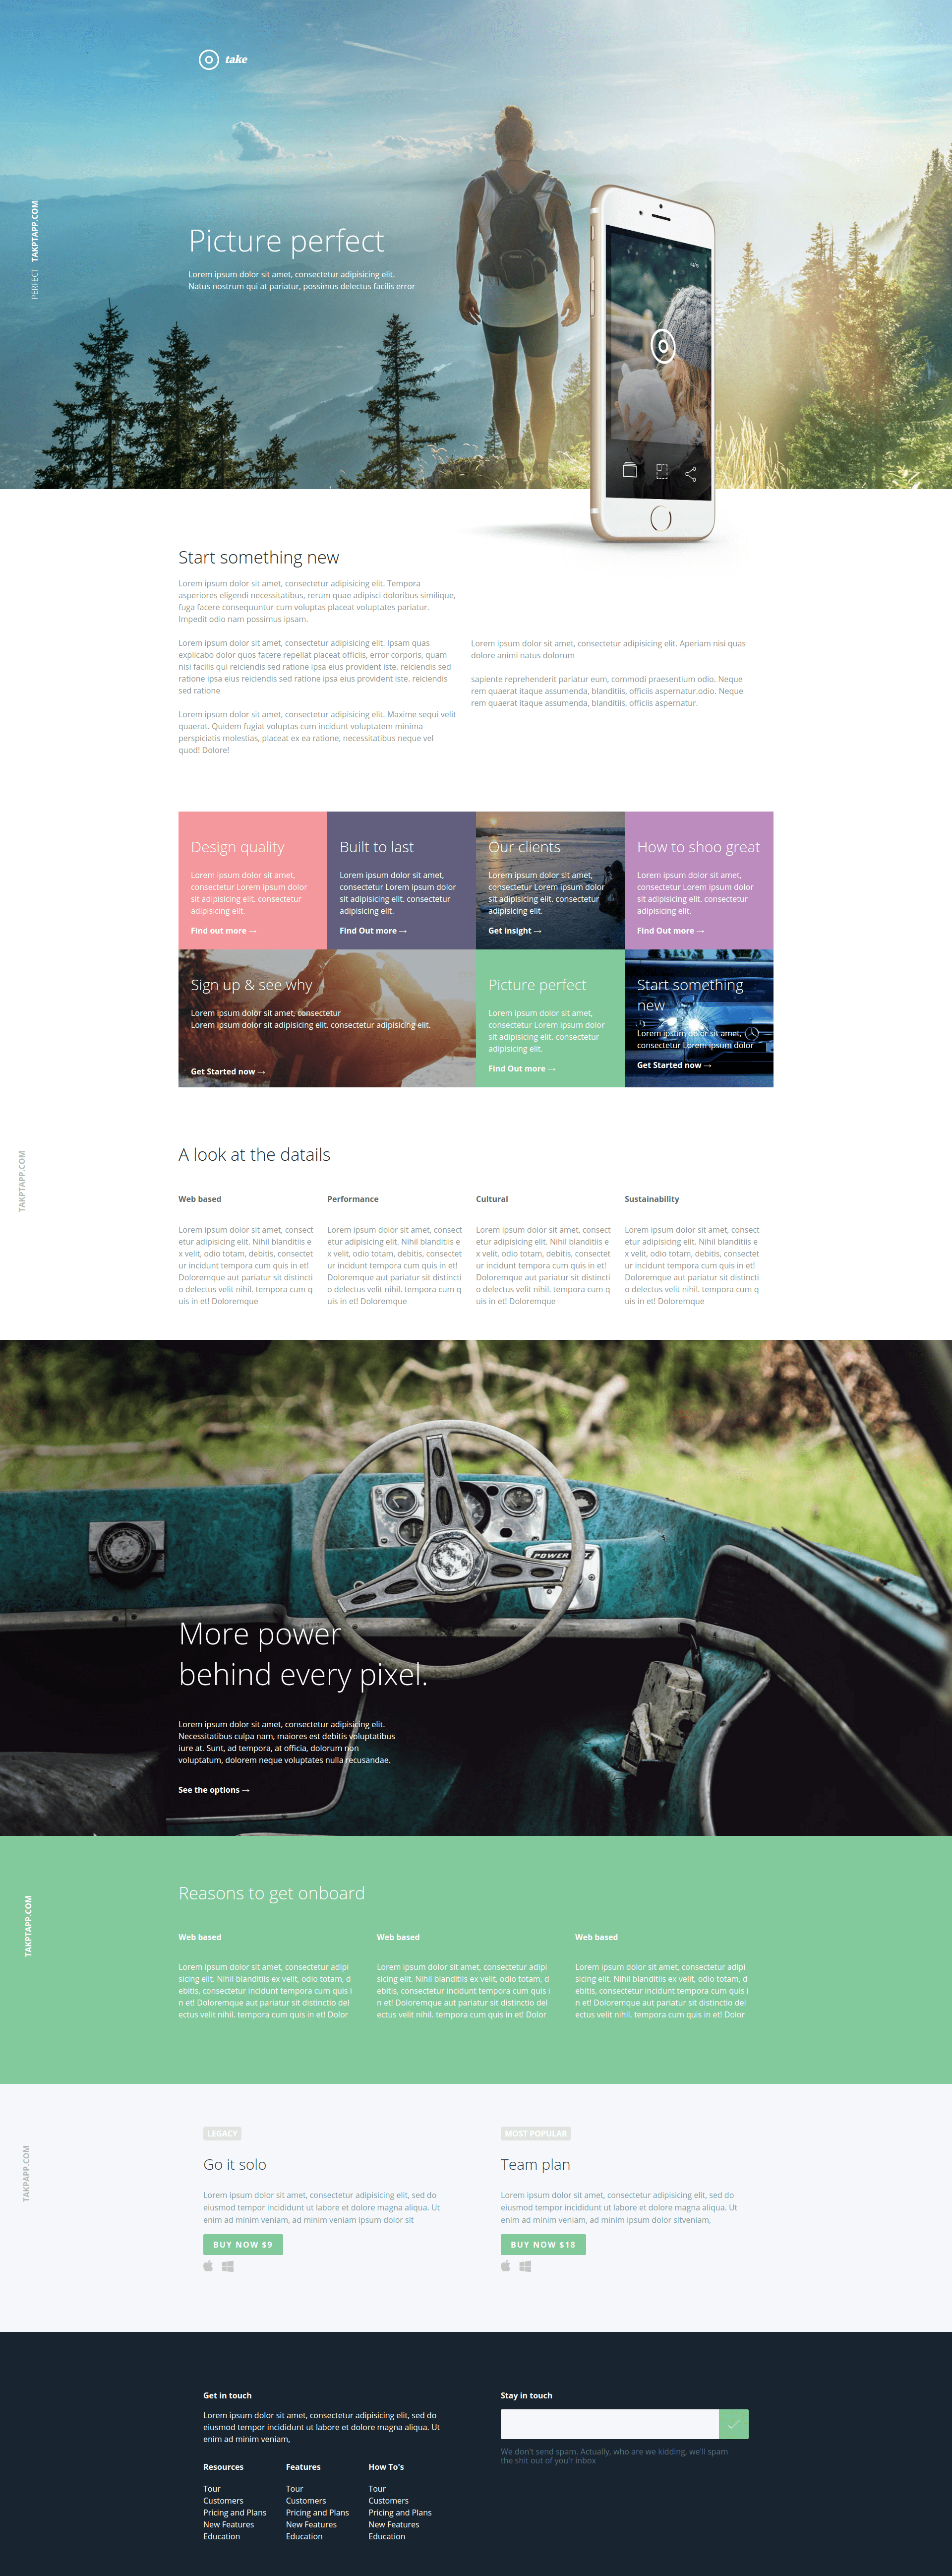 take
PERFECT TAKPTAPP.COM
Picture perfect
Lorem ipsum dolor sit amet, consectetur adipisicing elit.
Natus nostrum qui at pariatur, possimus delectus facilis error
Start something new
Lorem ipsum dolor sit amet, consectetur adipisicing elit. Tempora
asperiores eligendi necessitatibus, rerum quae adipisci doloribus similique,
fuga facere consequuntur cum voluptas placeat voluptates pariatur.
Impedit odio nam possimus ipsam.
Lorem ipsum dolor sit amet, consectetur adipisicing elit. Ipsam quas
explicabo dolor quos facere repellat placeat officiis, error corporis, quam
nisi facilis qui reiciendis sed ratione ipsa eius provident iste. reiciendis sed
ratione ipsa eius reiciendis sed ratione ipsa eius provident iste. reiciendis
sed ratione
Lorem ipsum dolor sit amet, consectetur adipisicing elit. Maxime sequi velit
quaerat. Quidem fugiat voluptas cum incidunt voluptatem minima
perspiciatis molestias, placeat ex ea ratione, necessitatibus neque vel
quod! Dolore!
Lorem ipsum dolor sit amet, consectetur adipisicing elit. Aperiam nisi quas
dolore animi natus dolorum
sapiente reprehenderit pariatur eum, commodi praesentium odio. Neque
rem quaerat itaque assumenda, blanditiis, officiis aspernatur.odio. Neque
rem quaerat itaque assumenda, blanditiis, officiis aspernatur.
Design quality
Lorem ipsum dolor sit amet,
consectetur Lorem ipsum dolor
sit adipisicing elit. consectetur
adipisicing elit.
Find out more →
Built to last
Lorem ipsum dolor sit amet,
consectetur Lorem ipsum dolor
sit adipisicing elit. consectetur
adipisicing elit.
Find Out more →
Our clients
Lorem ipsum dolor sit amet,
consectetur Lorem ipsum dolor
sit adipisicing elit. consectetur
adipisicing elit.
Get insight →
How to shoo great
Lorem ipsum dolor sit amet,
consectetur Lorem ipsum dolor
sit adipisicing elit. consectetur
adipisicing elit.
Find Out more →
Sign up & see why
Lorem ipsum dolor sit amet, consectetur
Lorem ipsum dolor sit adipisicing elit. consectetur adipisicing elit.
Get Started now →
Picture perfect
Lorem ipsum dolor sit amet,
consectetur Lorem ipsum dolor
sit adipisicing elit. consectetur
adipisicing elit.
Find Out more →
Start something
new
Lorem ipsum dolor sit amet,
consectetur Lorem ipsum dolor
Get Started now →
TAKPTAPP.COM
A look at the datails
Web based
Lorem ipsum dolor sit amet, consect
etur adipisicing elit. Nihil blanditiis e
x velit, odio totam, debitis, consectet
ur incidunt tempora cum quis in et!
Doloremque aut pariatur sit distincti
o delectus velit nihil. tempora cum q
uis in et! Doloremque
Performance
Lorem ipsum dolor sit amet, consect
etur adipisicing elit. Nihil blanditiis e
x velit, odio totam, debitis, consectet
ur incidunt tempora cum quis in et!
Doloremque aut pariatur sit distincti
o delectus velit nihil. tempora cum q
uis in et! Doloremque
Cultural
Lorem ipsum dolor sit amet, consect
etur adipisicing elit. Nihil blanditiis e
x velit, odio totam, debitis, consectet
ur incidunt tempora cum quis in et!
Doloremque aut pariatur sit distincti
o delectus velit nihil. tempora cum q
uis in et! Doloremque
Sustainability
Lorem ipsum dolor sit amet, consect
etur adipisicing elit. Nihil blanditiis e
x velit, odio totam, debitis, consectet
ur incidunt tempora cum quis in et!
Doloremque aut pariatur sit distincti
o delectus velit nihil. tempora cum q
uis in et! Doloremque
POWER
More power
behind every pixel.
Lorem ipsum dolor sit amet, consectetur adipisicing elit.
Necessitatibus culpa nam, maiores est debitis voluptatibus
iure at. Sunt, ad tempora, at officia, dolorum non
voluptatum, dolorem neque voluptates nulla recusandae.
See the options →
TAKPTAPP.COM
Reasons to get onboard
Web based
Lorem ipsum dolor sit amet, consectetur adipi
sicing elit. Nihil blanditiis ex velit, odio totam, d
ebitis, consectetur incidunt tempora cum quis i
n et! Doloremque aut pariatur sit distinctio del
ectus velit nihil. tempora cum quis in et! Dolor
Web based
Lorem ipsum dolor sit amet, consectetur adipi
sicing elit. Nihil blanditiis ex velit, odio totam, d
ebitis, consectetur incidunt tempora cum quis i
n et! Doloremque aut pariatur sit distinctio del
ectus velit nihil. tempora cum quis in et! Dolor
Web based
Lorem ipsum dolor sit amet, consectetur adipi
sicing elit. Nihil blanditiis ex velit, odio totam, d
ebitis, consectetur incidunt tempora cum quis i
n et! Doloremque aut pariatur sit distinctio del
ectus velit nihil. tempora cum quis in et! Dolor
TAKPAPP.COM
LEGACY
Go it solo
Lorem ipsum dolor sit amet, consectetur adipisicing elit, sed do
eiusmod tempor incididunt ut labore et dolore magna aliqua. Ut
enim ad minim veniam, ad minim veniam ipsum dolor sit
BUY NOW $9
MOST POPULAR
Team plan
Lorem ipsum dolor sit amet, consectetur adipisicing elit, sed do
eiusmod tempor incididunt ut labore et dolore magna aliqua. Ut
enim ad minim veniam, ad minim ipsum dolor sitveniam,
BUY NOW $18
Get in touch
Lorem ipsum dolor sit amet, consectetur adipisicing elit, sed do
eiusmod tempor incididunt ut labore et dolore magna aliqua. Ut
enim ad minim veniam,
Resources
Tour
Customers
Pricing and Plans
New Features
Education
Features
Tour
Customers
Pricing and Plans
New Features
Education
How To's
Tour
Customers
Pricing and Plans
New Features
Education
Stay in touch
We don't send spam. Actually, who are we kidding, we'll spam
the shit out of you'r inbox